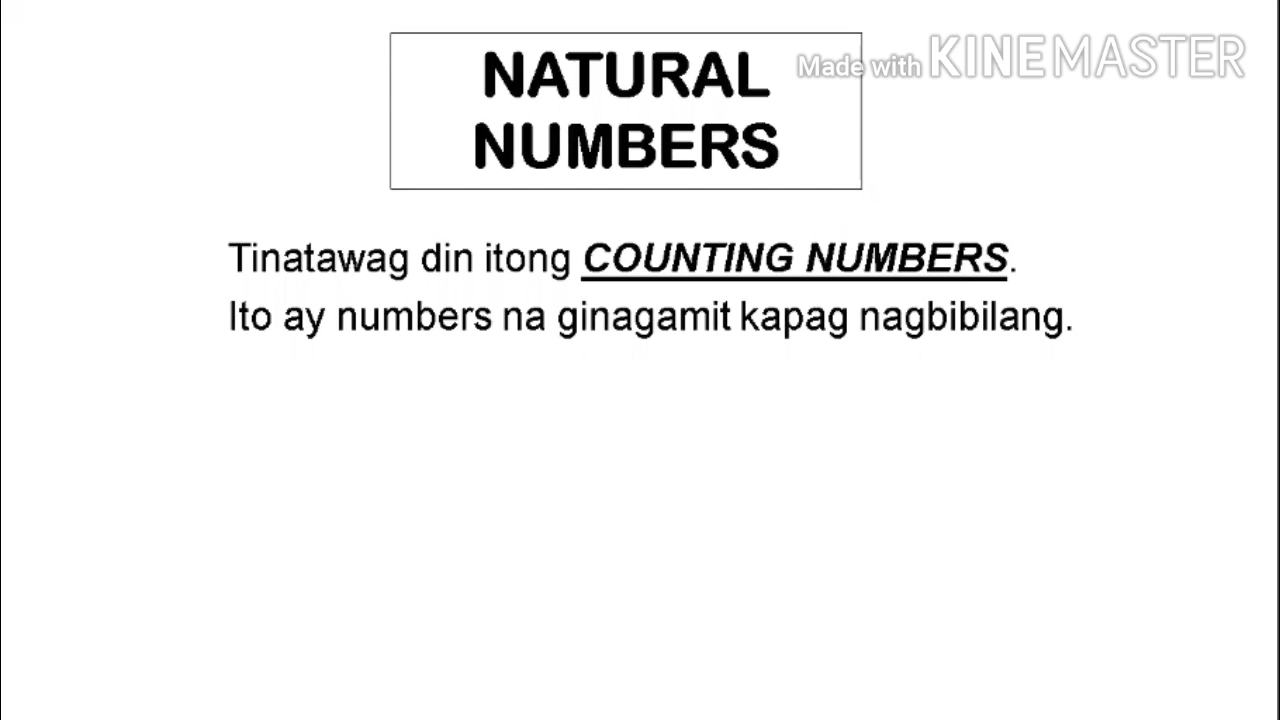 NATURAL
NUMBERS
Made with KINEMASTER
Tinatawag din itong COUNTING NUMBERS.
Ito ay numbers na ginagamit kapag nagbibilang.